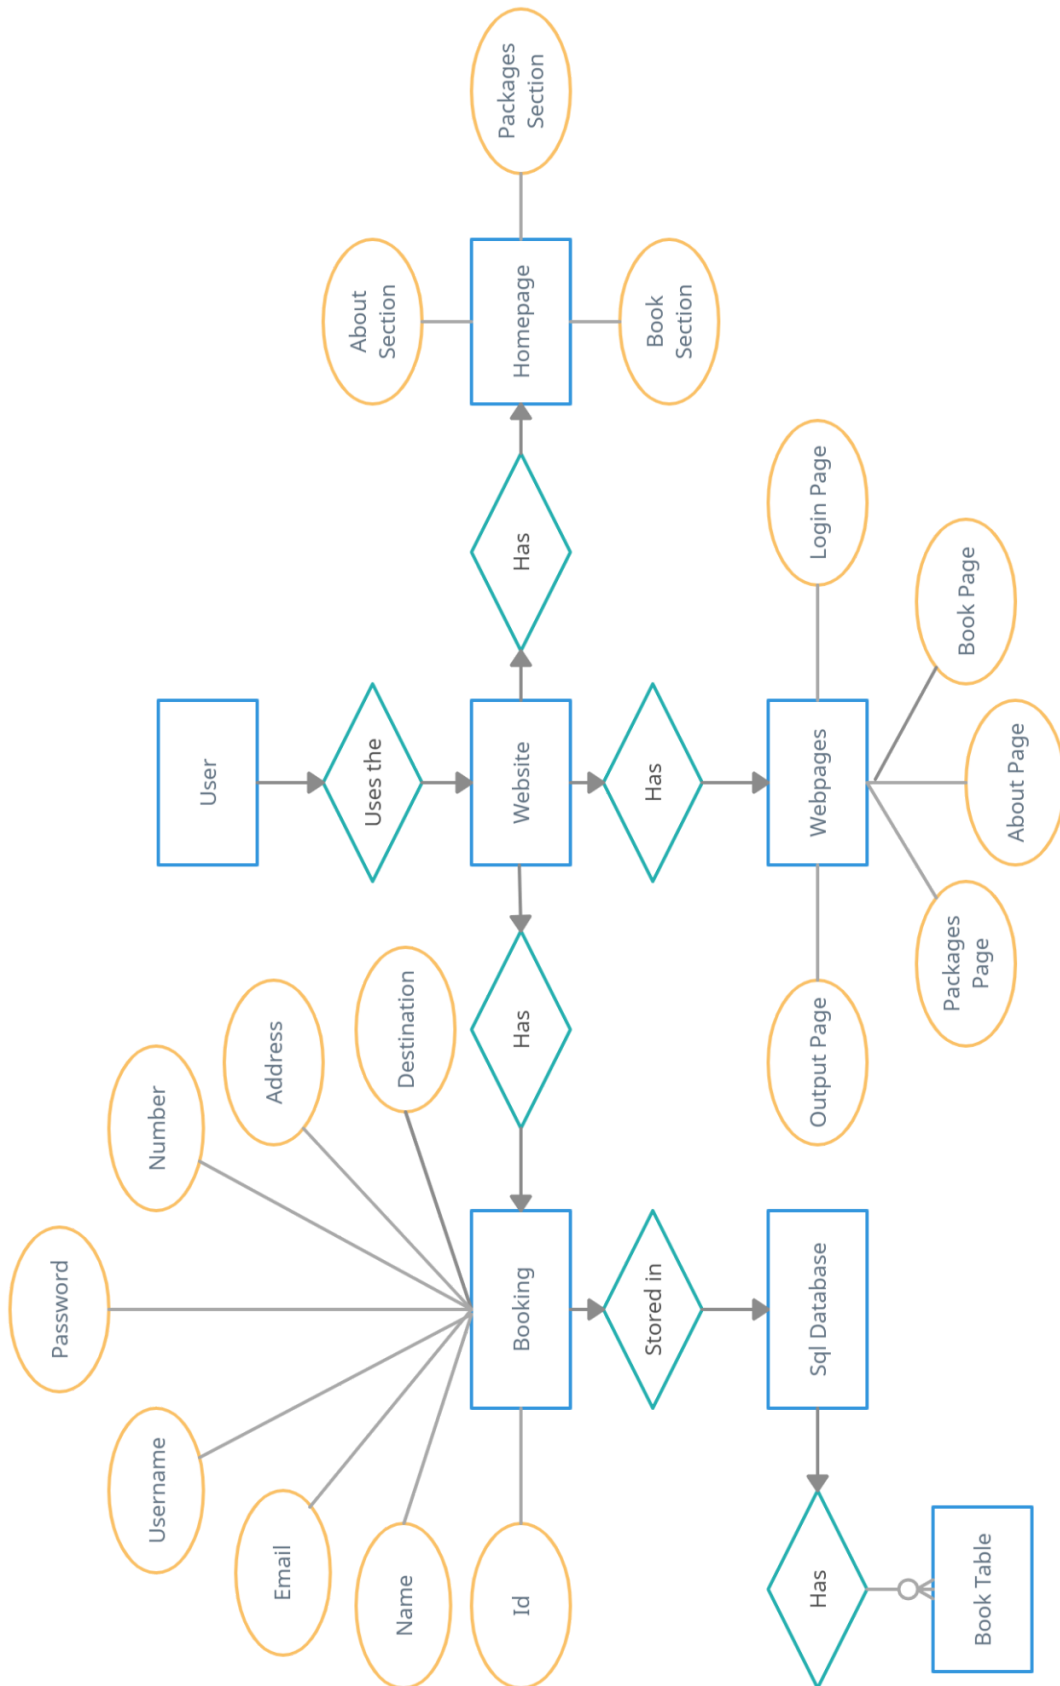 Password
Username
Number
User
Email
Address
Uses the
About
Section
Name
Destination
Id
Booking
Has
Website
Has
Homepage
Packages
Section
Stored in
Has
Book
Section
Has
Sql Database
Output Page
Webpages
Login Page
Book Table
Packages
Page
Book Page
About Page